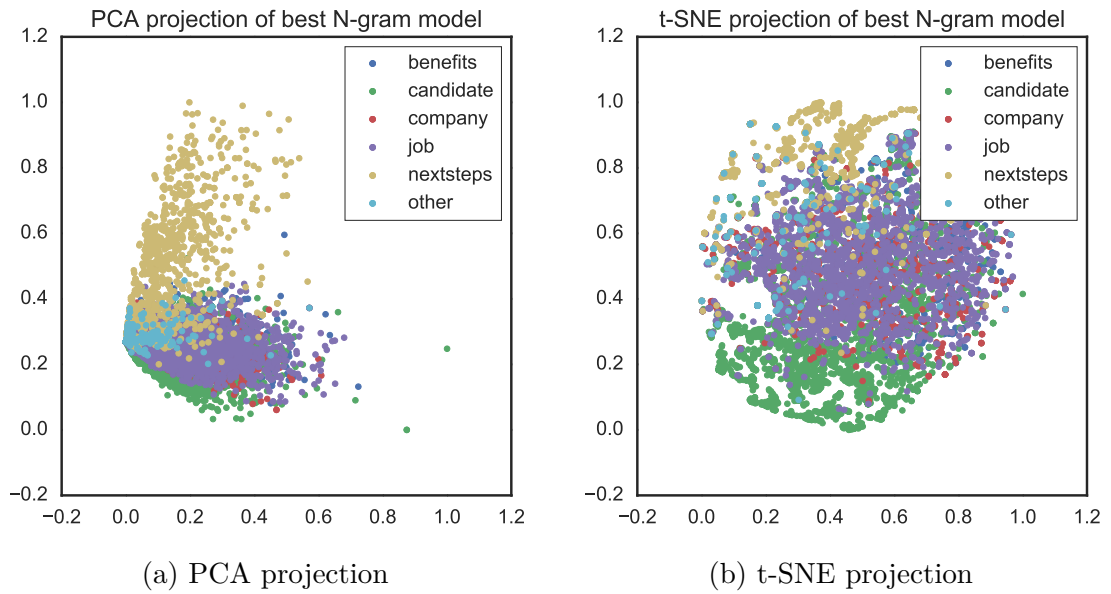 PCA projection of best N-gram model
1.2
1.0
0.8
0.6
0.4
0.2
0.0
−0.2
−0.2 0.0 0.2 0.4 0.6 0.8 1.0 1.2
benefits
candidate
company
job
nextsteps
other
(a) PCA projection
t-SNE projection of best N-gram model
1.2
1.0
0.8
0.6
0.4
0.2
0.0
−0.2
−0.2 0.0 0.2 0.4 0.6 0.8 1.0 1.2
benefits
candidate
company
job
nextsteps
other
(b) t-SNE projection